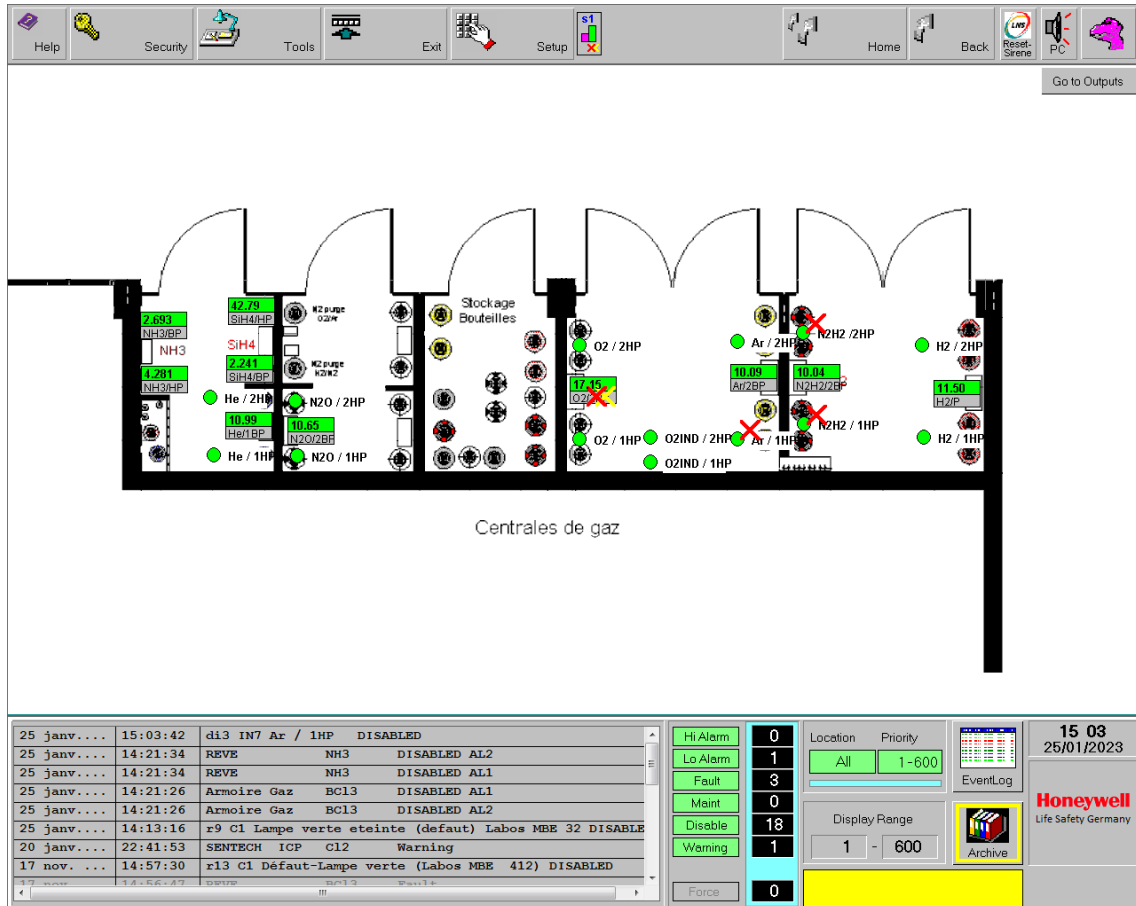 Help
Security
Tools
Exit
Setup
s1
Home
Back
LNS
Reset-
Sirene
PC
Go to Outputs
Stockage
Bouteilles
2.693
NH3/BP
NH3
4.281
NH3/HP
42.79
SiH4/HP
SiH4
2.241
SiH4/BP
He / 2HP
10.99
He/1BP
He / 1HP
N2 purge
O2/Ar
N2 purge
H2/N2
N2O / 2HP
10.65
N2O/2BP
N2O / 1HP
O2 / 2HP
17.15
O2 / 1HP
O2IND / 2HP
O2IND / 1HP
Ar / 2HP
10.09
Ar/2BP
Ar / 1HP
N2H2 /2HP
10.04
N2H2/2BP
N2H2 / 1HP
H2 / 2HP
11.50
H2/P
H2 / 1HP
Centrales de gaz
25 janv.... 15:03:42 di3 IN7 Ar / 1HP DISABLED
25 janv.... 14:21:34 REVE NH3 DISABLED AL2
25 janv.... 14:21:34 REVE NH3 DISABLED AL1
25 janv.... 14:21:26 Armoire Gaz BCl3 DISABLED AL1
25 janv.... 14:21:26 Armoire Gaz BCl3 DISABLED AL2
25 janv.... 14:13:16 r9 C1 Lampe verte eteinte (defaut) Labos MBE 32 DISABLE
20 janv.... 22:41:53 SENTECH ICP Cl2 Warning
17 nov. ... 14:57:30 r13 C1 Défaut-Lampe verte (Labos MBE 412) DISABLED
17 nov. ... 14:56:47 REVE BCl3 Fault
Hi Alarm 0
Lo Alarm 1
Fault 3
Maint 0
Disable 18
Warning 1
Force 0
Location Priority
All 1-600
Display Range
1 - 600
EventLog
Archive
15 03
25/01/2023
Honeywell
Life Safety Germany